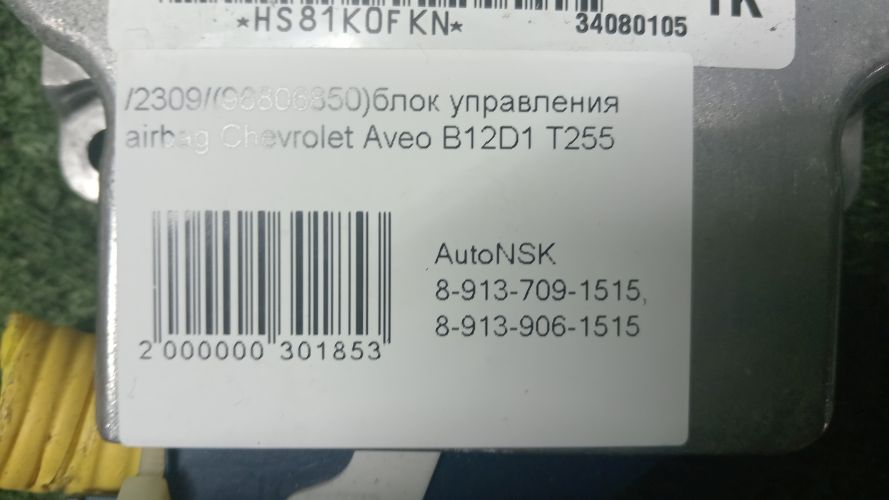 *HS81K0FKN*
34080105
/2309/(96806850)блок управления
airbag Chevrolet Aveo B12D1 T255
AutoNSK
8-913-709-1515,
8-913-906-1515
2 000000 301853